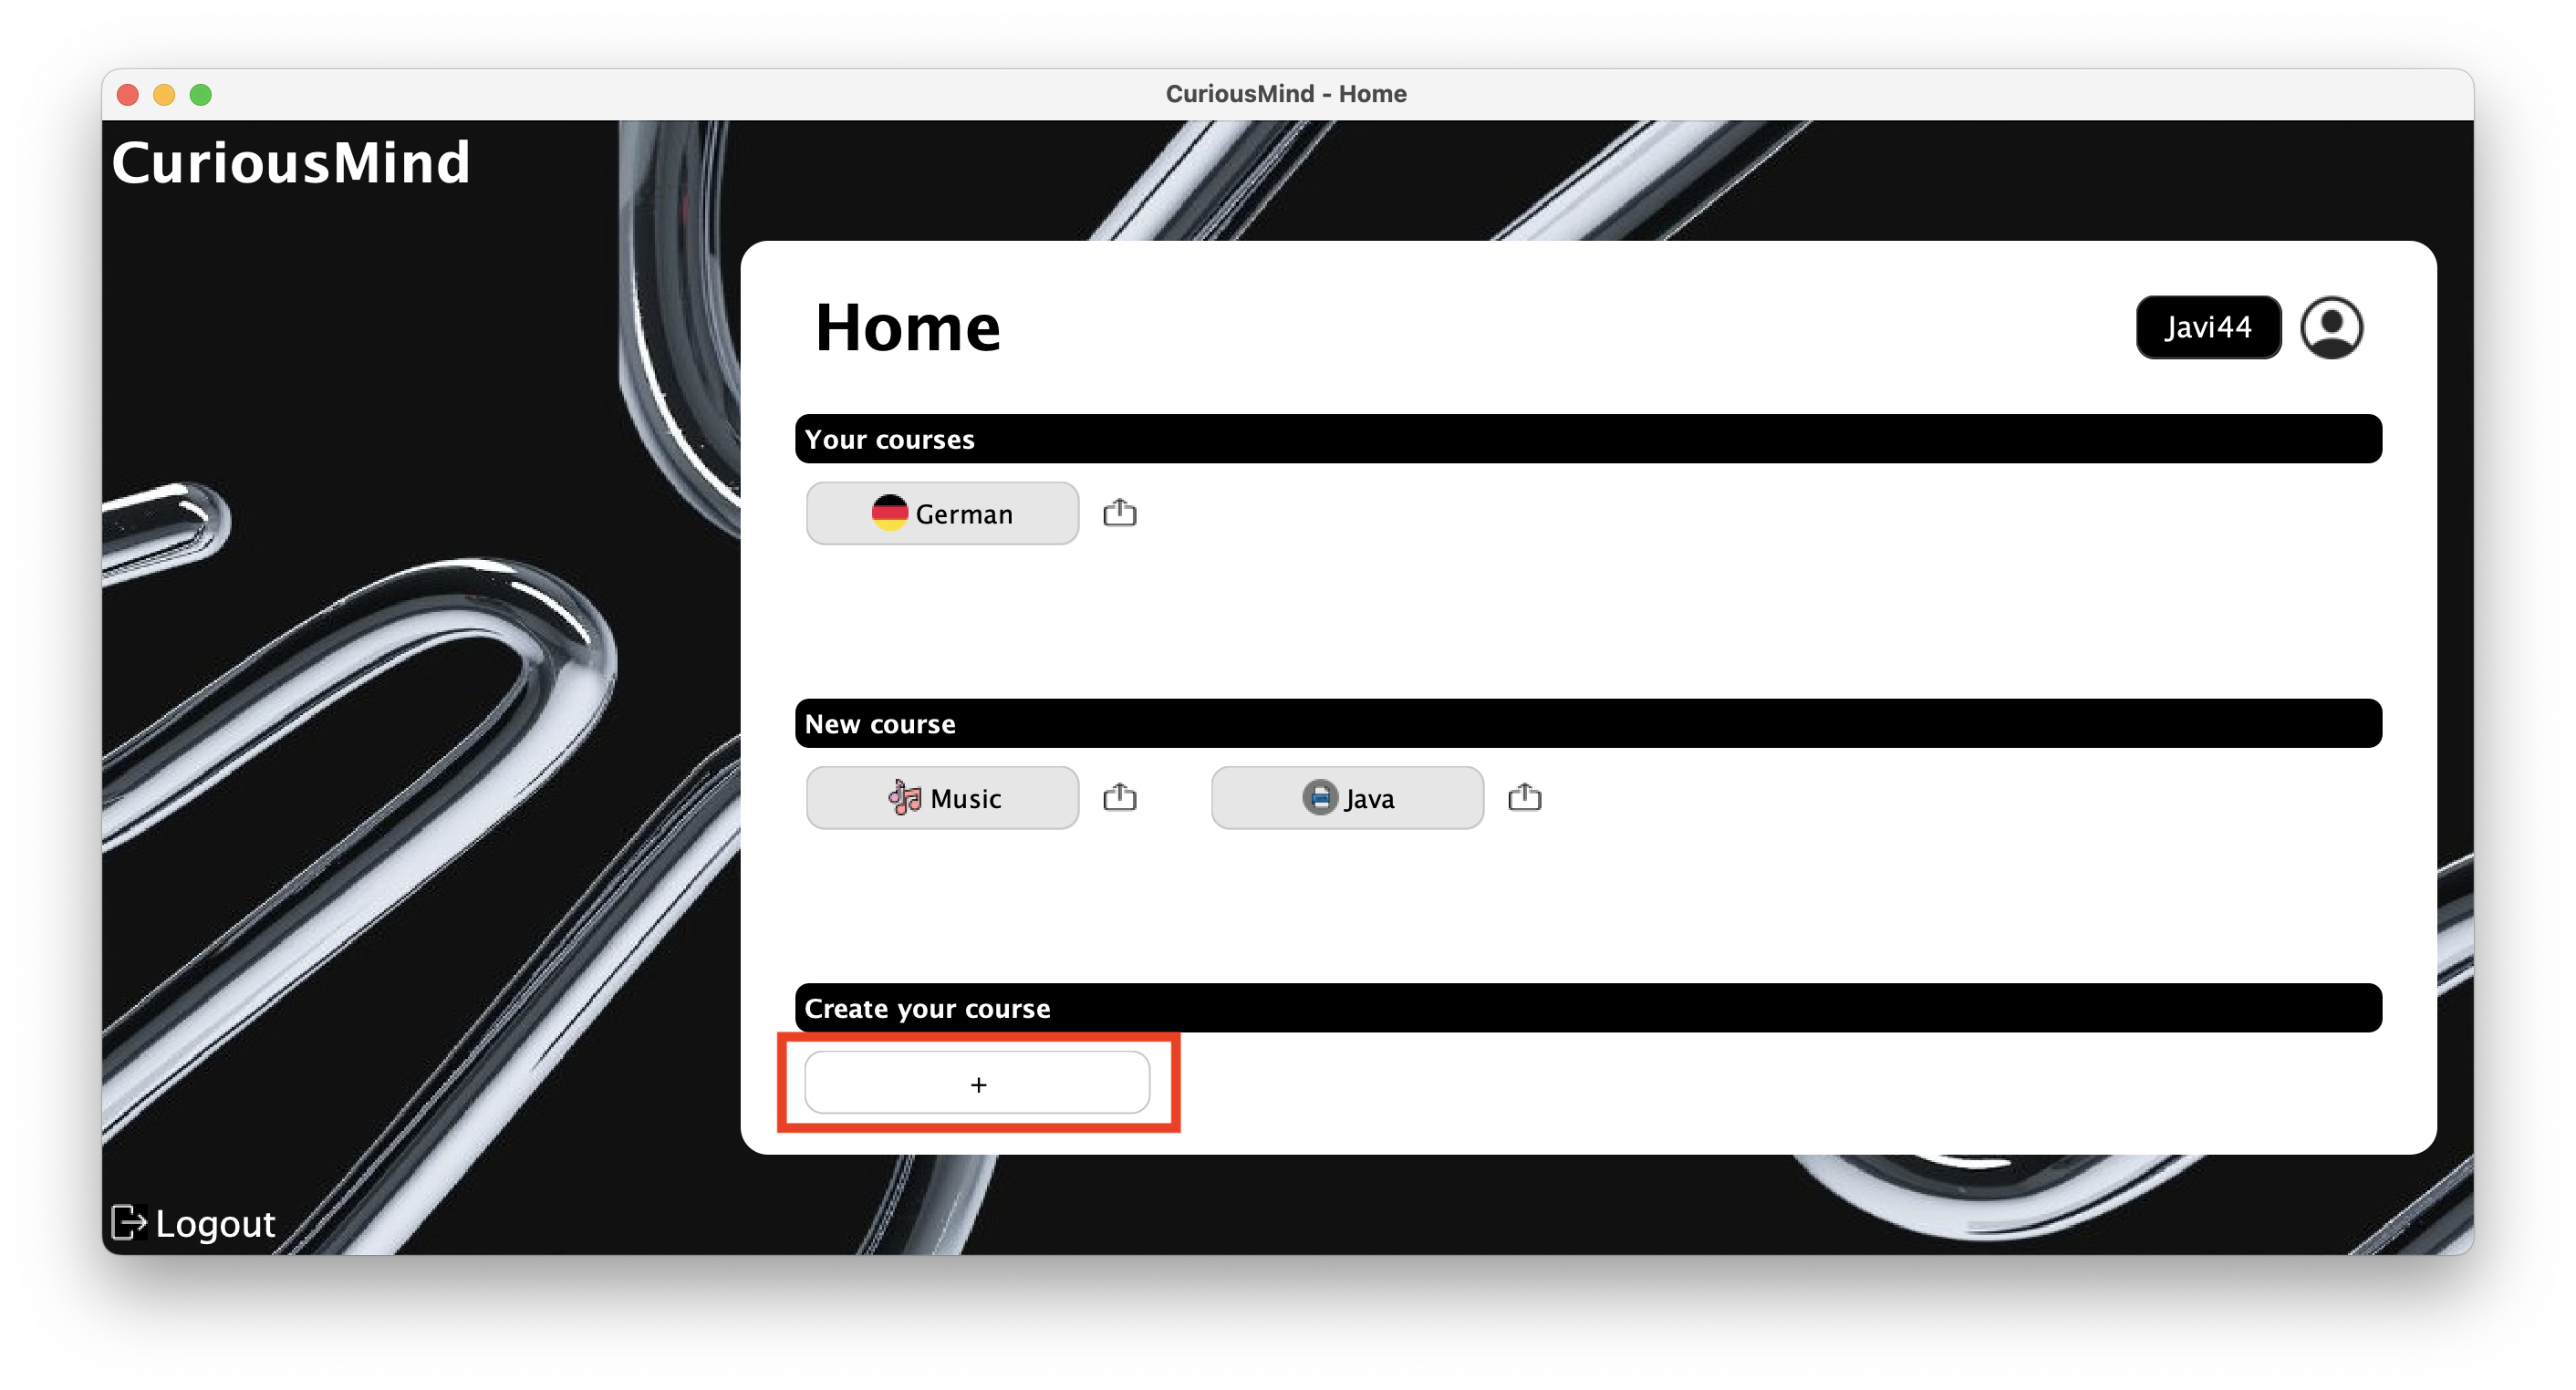 CuriousMind - Home
CuriousMind
Home
Javi44
Your courses
German
New course
Music
Java
Create your course
+
Logout